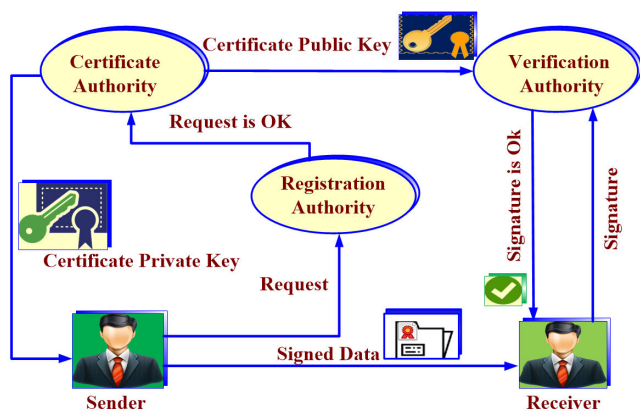 Certificate Public Key
Certificate
Authority
Verification
Authority
Request is OK
Registration
Authority
Signature is Ok
Signature
Certificate Private Key
Request
Signed Data
Sender
Receiver